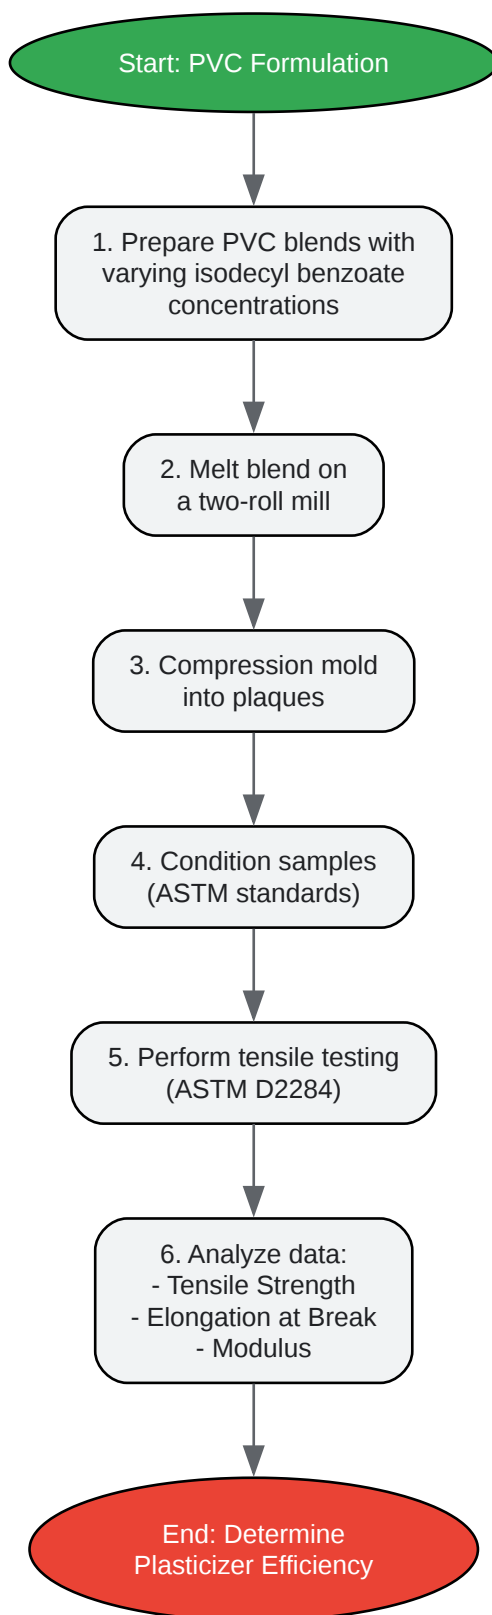 Start: PVC Formulation
1. Prepare PVC blends with
varying isodecyl benzoate
concentrations
2. Melt blend on
a two-roll mill
3. Compression mold
into plaques
4. Condition samples
(ASTM standards)
5. Perform tensile testing
(ASTM D2284)
6. Analyze data:
- Tensile Strength
- Elongation at Break
- Modulus
End: Determine
Plasticizer Efficiency